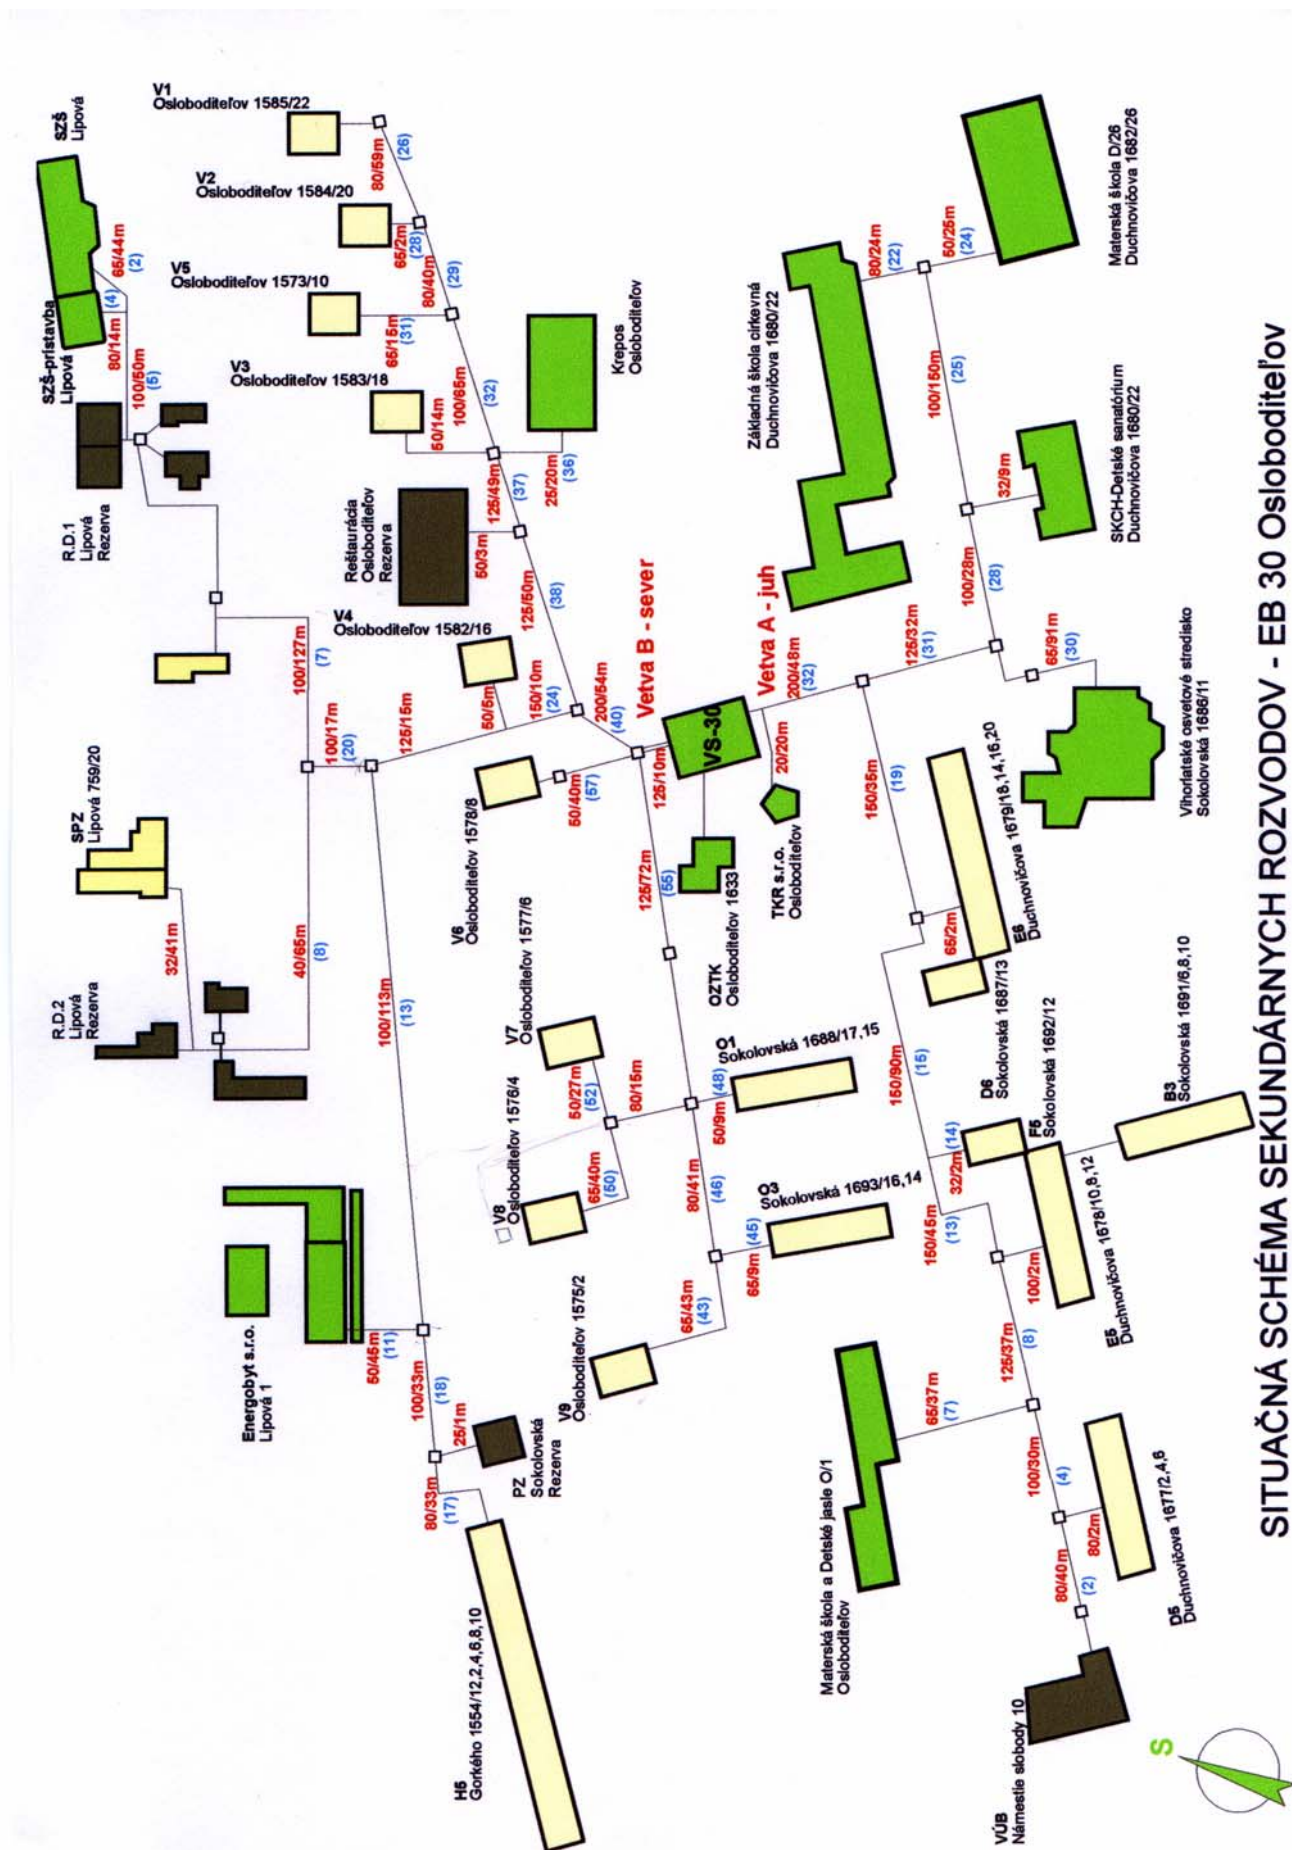 SZŠ
Lipová
65/44m
(2)
SZŠ-prístavba
Lipová
(4)
80/14m
100/50m
(5)
R.D.1
Lipová
Rezerva
100/127m
(7)
100/17m
(20)
SPZ
Lipová 759/20
32/41m
40/65m
(8)
R.D.2
Lipová
Rezerva
Energobyt s.r.o.
Lipová 1
50/45m
(11)
100/113m
(13)
100/33m
(18)
25/1m
PZ
Sokolovská
Rezerva
80/33m
(17)
H5
Gorkého 1554/12,2,4,6,8,10
V1
Osloboditeľov 1585/22
80/59m
(26)
V2
Osloboditeľov 1584/20
65/2m
(28)
80/40m
(29)
V5
Osloboditeľov 1573/10
65/15m
(31)
100/65m
(32)
V3
Osloboditeľov 1583/18
50/14m
Krepos
Osloboditeľov
25/20m
(36)
125/49m
(37)
Reštaurácia
Osloboditeľov
Rezerva
50/3m
125/50m
(38)
V4
Osloboditeľov 1582/16
50/5m
150/10m
(24)
125/15m
200/54m
(40)
Vetva B - sever
V6
Osloboditeľov 1578/8
50/40m
(57)
125/10m
VS-30
125/72m
(55)
OZTK
Osloboditeľov 1633
TKR s.r.o.
Osloboditeľov
20/20m
V7
Osloboditeľov 1577/6
50/27m
(52)
80/15m
V8
Osloboditeľov 1576/4
65/40m
(50)
O1
Sokolovská 1688/17,15
50/9m
(48)
80/41m
(46)
O3
Sokolovská 1693/16,14
65/9m
(45)
65/43m
(43)
V9
Osloboditeľov 1575/2
Vetva A - juh
200/48m
(32)
125/32m
(31)
Základná škola cirkevná
Duchnovičova 1680/22
80/24m
(22)
50/25m
(24)
Materská škola D/26
Duchnovičova 1682/26
100/150m
(25)
32/9m
SKCH-Detské sanatórium
Duchnovičova 1680/22
100/28m
(28)
65/91m
(30)
Vihorlatské osvetové stredisko
Sokolovská 1686/11
150/35m
(19)
65/2m
E6
Duchnovičova 1679/18,14,16,20
D6
Sokolovská 1687/13
150/90m
(15)
32/2m
(14)
F5
Sokolovská 1692/12
B3
Sokolovská 1691/6,8,10
150/45m
(13)
100/2m
E5
Duchnovičova 1678/10,8,12
125/37m
(8)
Materská škola a Detské jasle O/1
Osloboditeľov
65/37m
(7)
100/30m
(4)
80/2m
D5
Duchnovičova 1677/2,4,6
80/40m
(2)
VÚB
Námestie slobody 10
S
SITUAČNÁ SCHÉMA SEKUNDÁRNYCH ROZVODOV - EB 30 Osloboditeľov